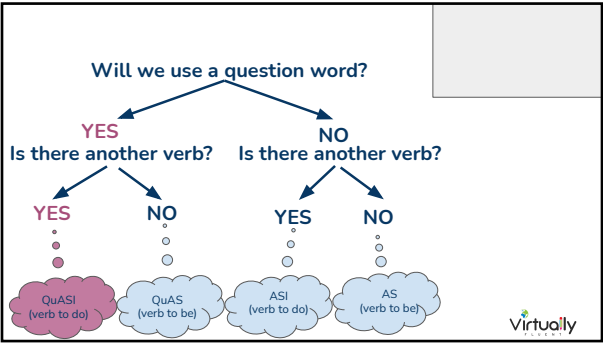 Will we use a question word?
YES
Is there another verb?
NO
Is there another verb?
YES
NO
YES
NO
QuASI
(verb to do)
QuAS
(verb to be)
ASI
(verb to do)
AS
(verb to be)
Virtually
FLUENT